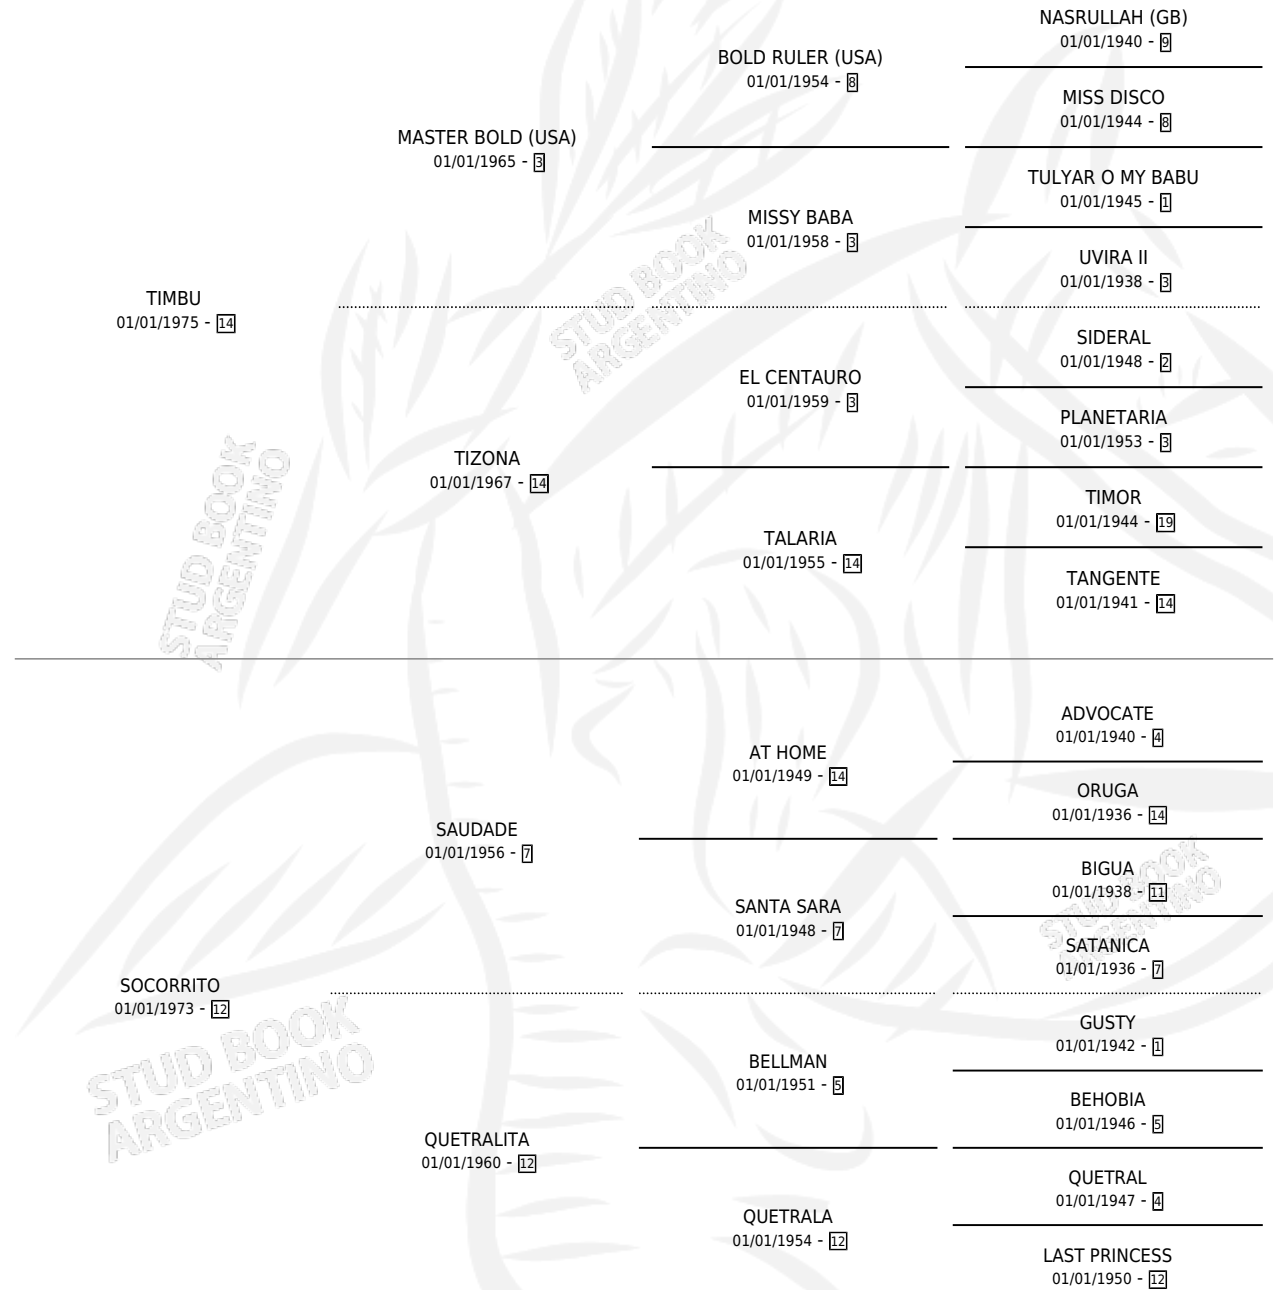 NASRULLAH (GB)
01/01/1940 - 9
BOLD RULER (USA)
01/01/1954 - 8
MISS DISCO
01/01/1944 - 8
MASTER BOLD (USA)
01/01/1965 - 3
TULYAR O MY BABU
01/01/1945 - 1
MISSY BABA
01/01/1958 - 3
UVIRA II
01/01/1938 - 3
TIMBU
01/01/1975 - 14
SIDERAL
01/01/1948 - 2
EL CENTAURO
01/01/1959 - 3
PLANETARIA
01/01/1953 - 3
TIZONA
01/01/1967 - 14
TIMOR
01/01/1944 - 19
TALARIA
01/01/1955 - 14
TANGENTE
01/01/1941 - 14
ADVOCATE
01/01/1940 - 4
AT HOME
01/01/1949 - 14
ORUGA
01/01/1936 - 14
SAUDADE
01/01/1956 - 7
BIGUA
01/01/1938 - 11
SANTA SARA
01/01/1948 - 7
SATANICA
01/01/1936 - 7
SOCORRITO
01/01/1973 - 12
GUSTY
01/01/1942 - 1
BELLMAN
01/01/1951 - 5
BEHOBIA
01/01/1946 - 5
QUETRALITA
01/01/1960 - 12
QUETRAL
01/01/1947 - 4
QUETRALA
01/01/1954 - 12
LAST PRINCESS
01/01/1950 - 12
STUD BOOK
ARGENTINO
STUD BOOK
ARGENTINO
STUD BOOK
ARGENTINO
STUD BOOK
ARGENTINO